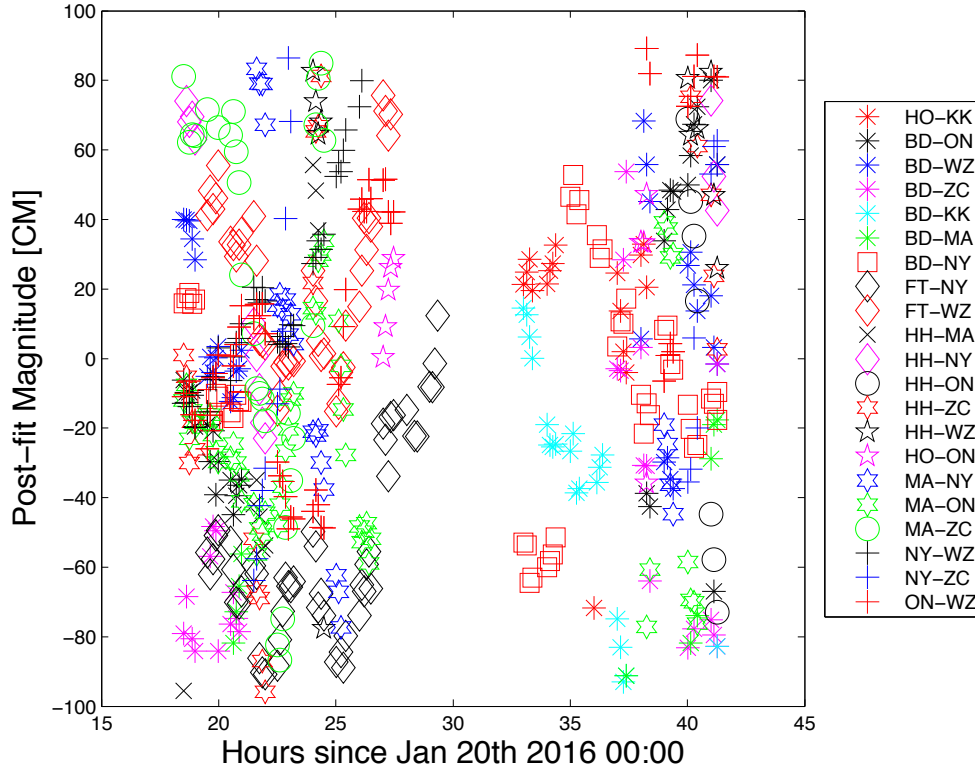 100
80
60
40
20
0
−20
−40
−60
−80
−100
Post-fit Magnitude [CM]
15
20
25
30
35
40
45
Hours since Jan 20th 2016 00:00
HO−KK
BD−ON
BD−WZ
BD−ZC
BD−KK
BD−MA
BD−NY
FT−NY
FT−WZ
HH−MA
HH−NY
HH−ON
HH−ZC
HH−WZ
HO−ON
MA−NY
MA−ON
MA−ZC
NY−WZ
NY−ZC
ON−WZ